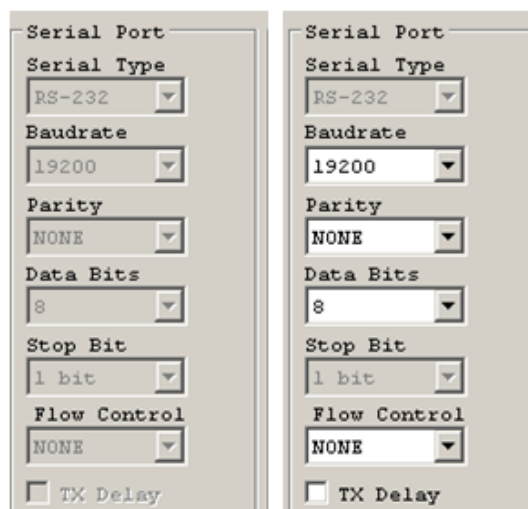 Serial Port
Serial Type
RS-232
Baudrate
19200
Parity
NONE
Data Bits
8
Stop Bit
1 bit
Flow Control
NONE
TX Delay
Serial Port
Serial Type
RS-232
Baudrate
19200
Parity
NONE
Data Bits
8
Stop Bit
1 bit
Flow Control
NONE
TX Delay